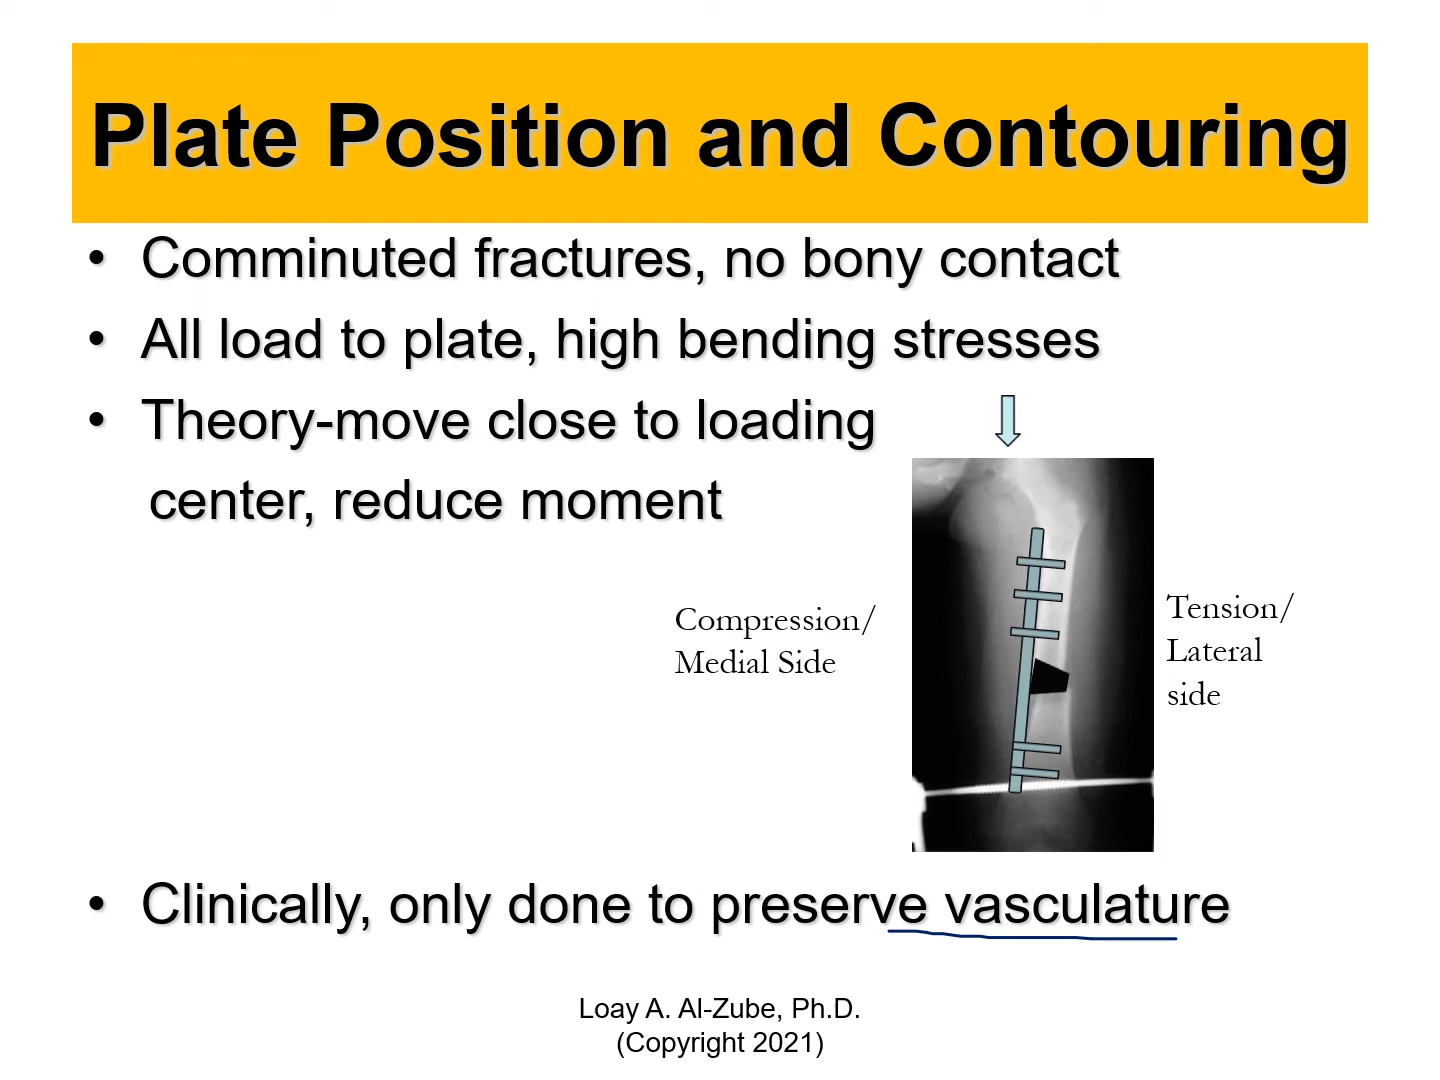 Plate Position and Contouring
• Comminuted fractures, no bony contact
• All load to plate, high bending stresses
• Theory-move close to loading
center, reduce moment
Compression/
Medial Side
Tension/
Lateral
side
• Clinically, only done to preserve vasculature
Loay A. Al-Zube, Ph.D.
(Copyright 2021)